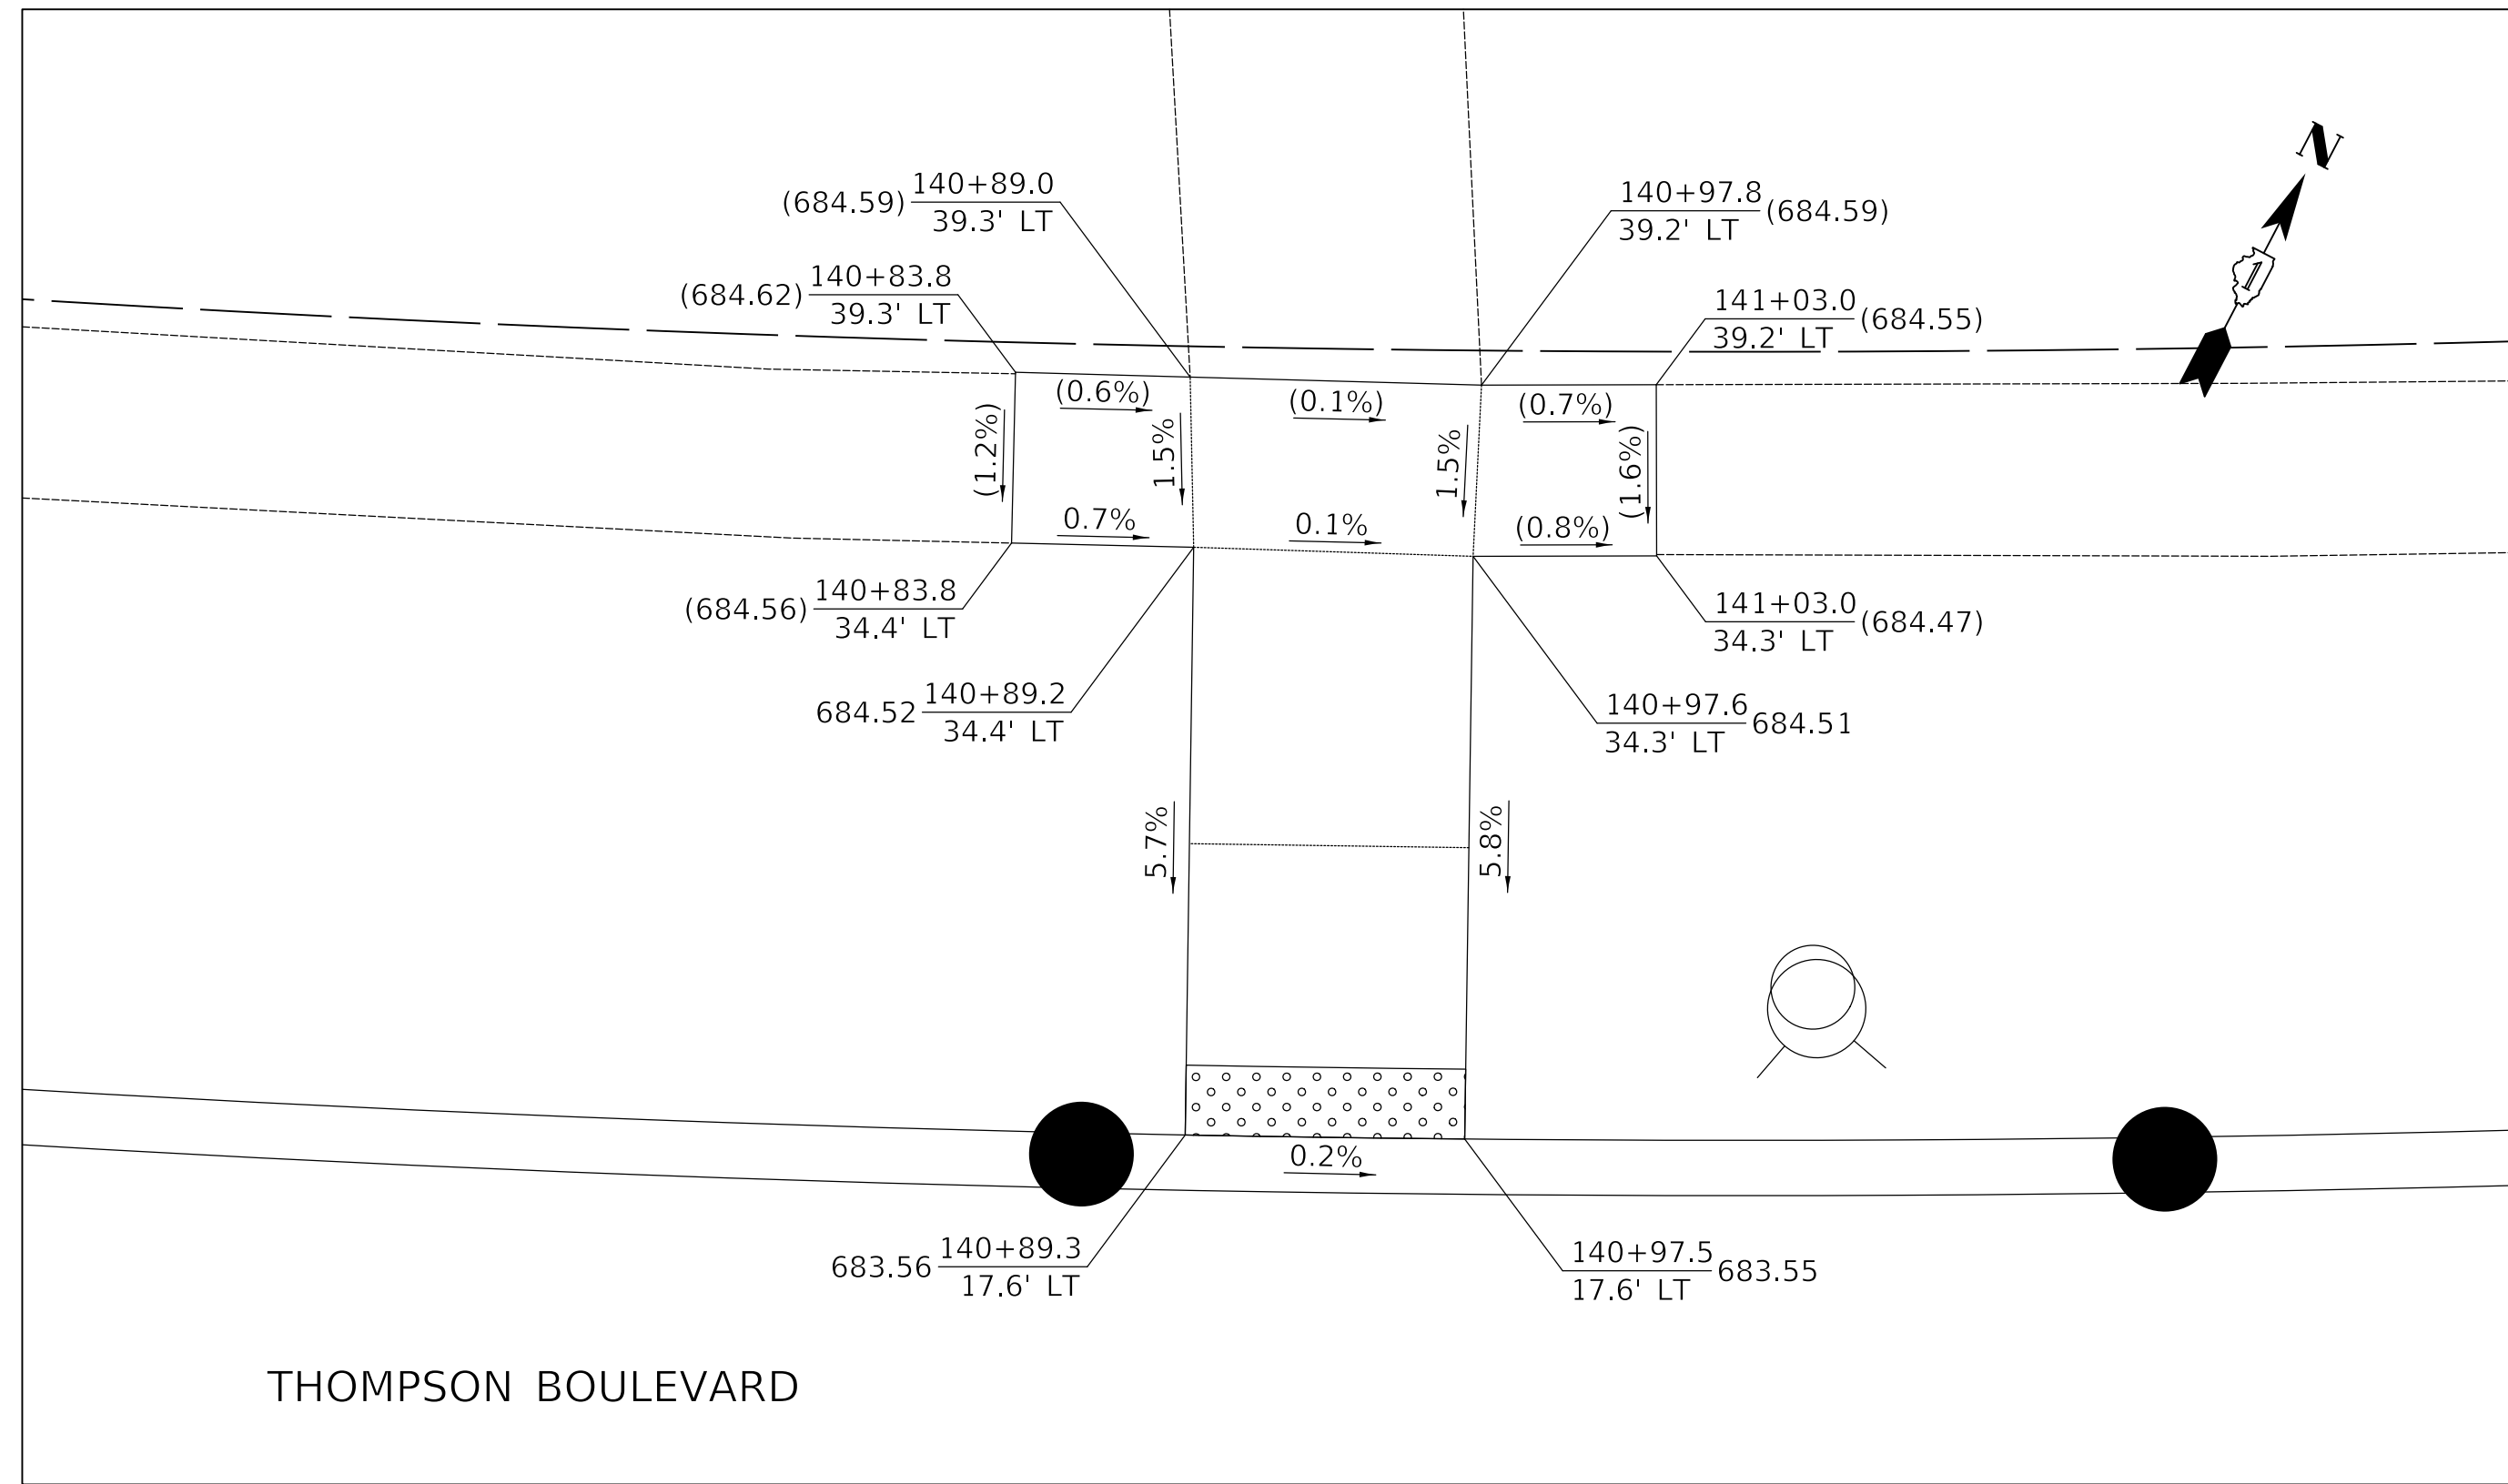 N
1
140+89.0
(684.59)
39.3' LT
140+97.8
(684.59)
39.2' LT
140+83.8
(684.62)
39.3' LT
141+03.0
(684.55)
39.2' LT
(0.6%)
(0.1%)
(0.7%)
(1.2%)
1.5%
1.5%
(1.6%)
0.7%
0.1%
(0.8%)
140+83.8
(684.56)
34.4' LT
141+03.0
(684.47)
34.3' LT
140+89.2
684.52
34.4' LT
140+97.6
684.51
34.3' LT
5.7%
5.8%
0.2%
140+89.3
683.56
17.6' LT
140+97.5
683.55
17.6' LT
THOMPSON BOULEVARD